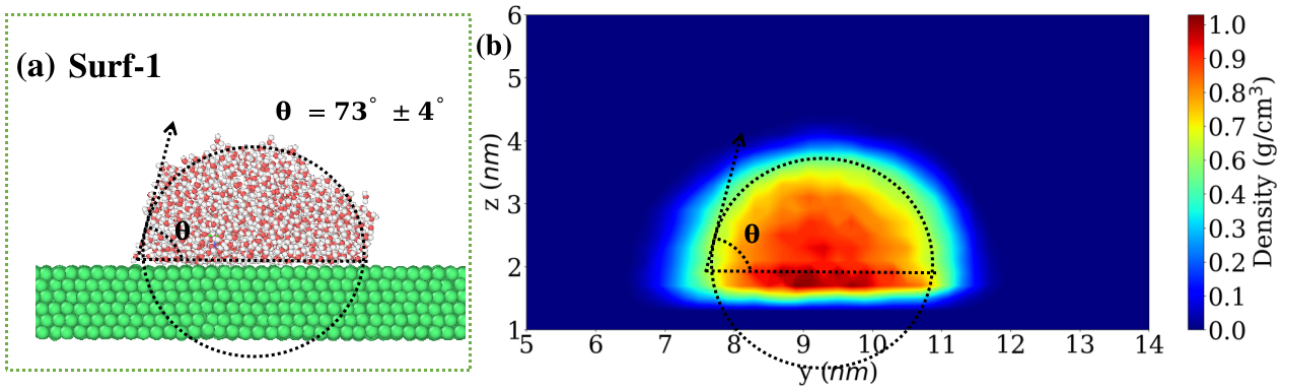 (a) Surf-1
θ = 73° ± 4°
θ
(b)
z (nm)
6
5
4
3
2
1
θ
5 6 7 8 9 10 11 12 13 14
y (nm)
1.0
0.9
0.8
0.7
0.6
0.5
0.4
0.3
0.2
0.1
0.0
Density (g/cm³)